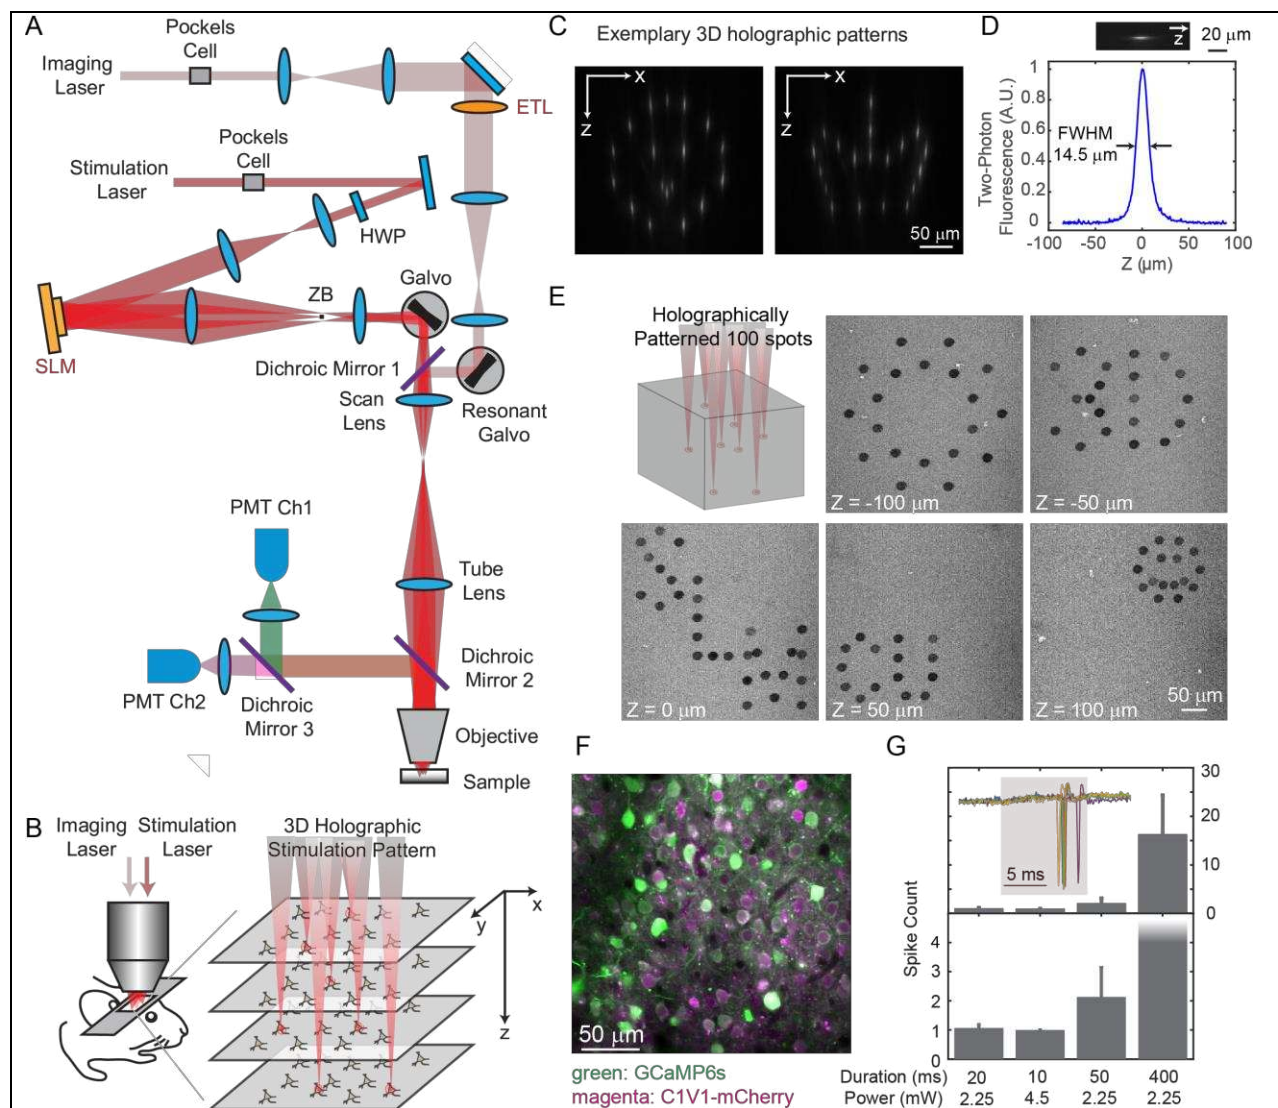 A
Pockels
Cell
Imaging
Laser
ETL
Pockels
Cell
Stimulation
Laser
HWP
ZB
Galvo
SLM
Dichroic Mirror 1
Scan
Lens
Resonant
Galvo
PMT Ch1
Tube
Lens
PMT Ch2
Dichroic
Mirror 3
Dichroic
Mirror 2
Objective
Sample
B
Imaging
Laser
Stimulation
Laser
3D Holographic
Stimulation Pattern
x
y
z
C
Exemplary 3D holographic patterns
x
z
x
z
50 µm
D
z
20 µm
Two-Photon
Fluorescence (A.U.)
1
0.8
0.6
0.4
0.2
0
FWHM
14.5 µm
-100 -50 0 50 100
Z (µm)
E
Holographically
Patterned 100 spots
Z = -100 µm
Z = -50 µm
Z = 0 µm
Z = 50 µm
Z = 100 µm
50 µm
F
50 µm
green: GCaMP6s
magenta: C1V1-mCherry
G
5 ms
30
20
10
0
Spike Count
4
3
2
1
0
Duration (ms) 20 10 50 400
Power (mW) 2.25 4.5 2.25 2.25